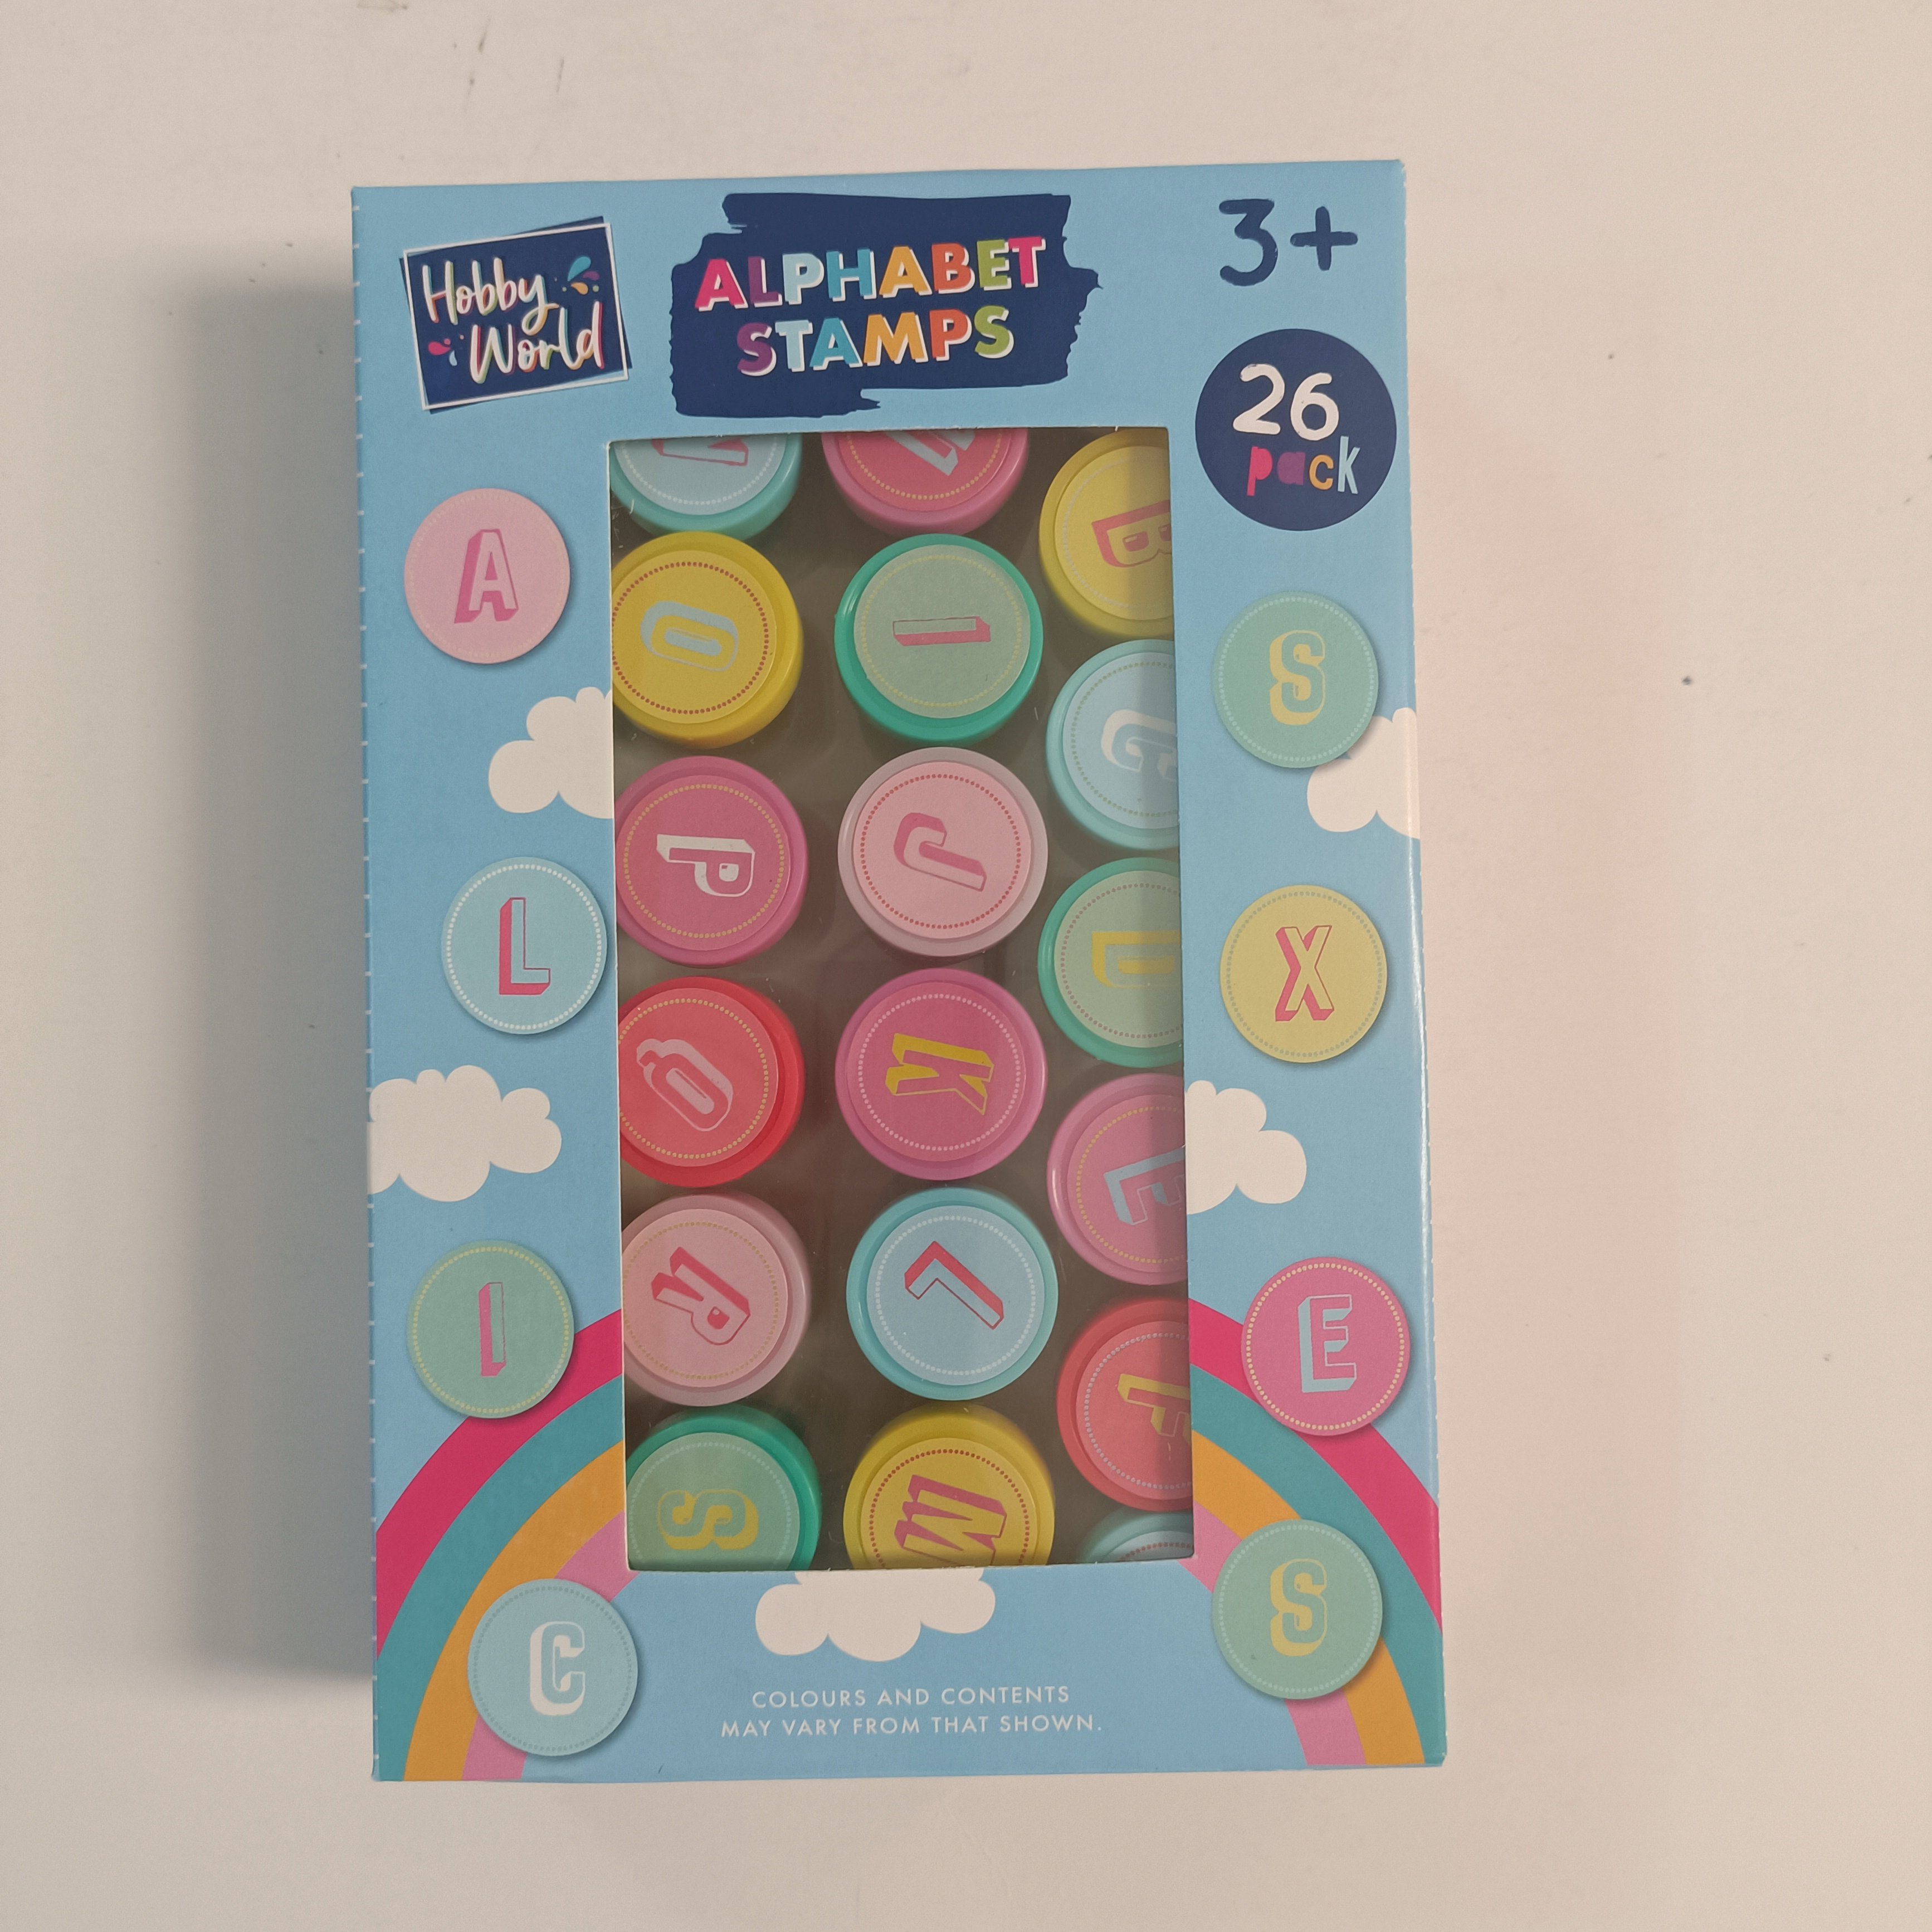 Hobby
World
ALPHABET
STAMPS
3+
26
pack
A
L
I
C
S
X
E
S
B
O
I
C
P
J
D
Q
K
E
R
L
F
S
M
COLOURS AND CONTENTS
MAY VARY FROM THAT SHOWN.